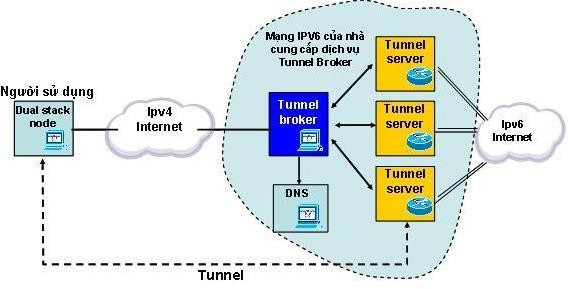 Mạng IPV6 của nhà
cung cấp dịch vụ
Tunnel Broker
Tunnel
server
Người sử dụng
Dual stack
node
Ipv4
Internet
Tunnel
broker
Tunnel
server
Ipv6
Internet
Tunnel
server
DNS
Tunnel